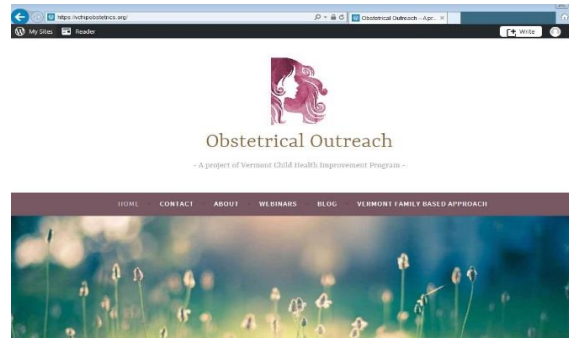 https://vchipobstetrics.org/
Obstetrical Outreach – Apr...
My Sites Reader Write
Obstetrical Outreach
- A project of Vermont Child Health Improvement Program -
HOME CONTACT ABOUT WEBINARS BLOG VERMONT FAMILY BASED APPROACH